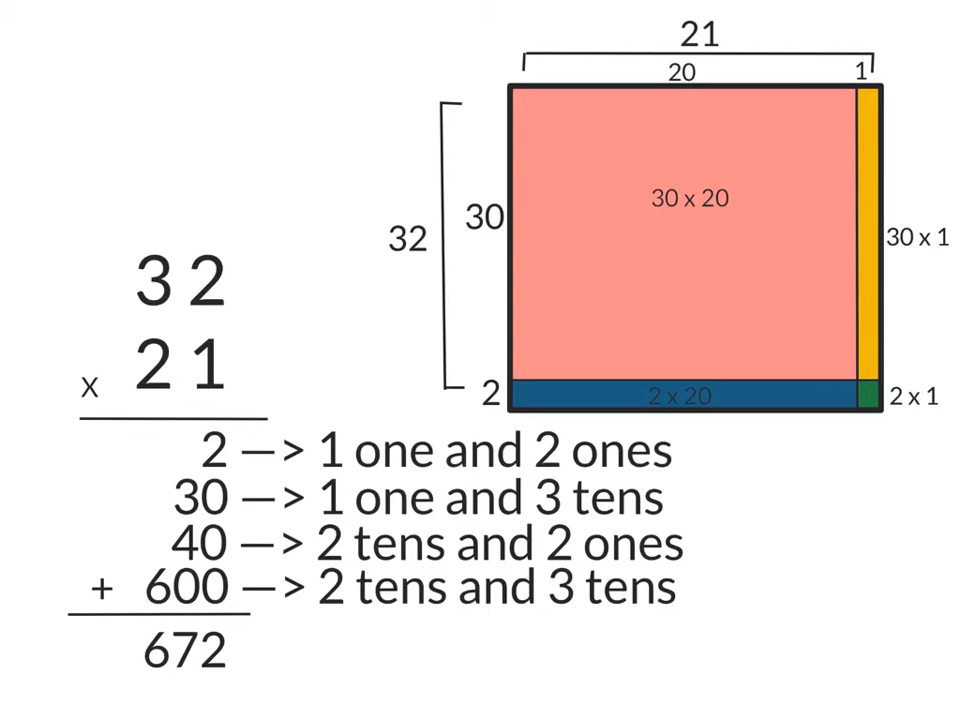 21
20 1
32
30
30 x 20
30 x 1
2
2 x 20
2 x 1
3 2
x 2 1
2 —> 1 one and 2 ones
30 —> 1 one and 3 tens
40 —> 2 tens and 2 ones
+ 600 —> 2 tens and 3 tens
672